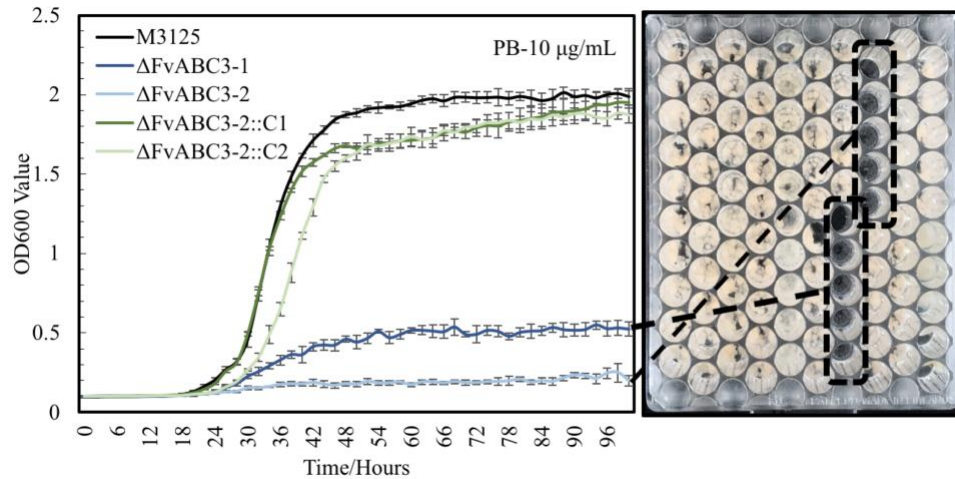 2.5
2
1.5
1
0.5
0
OD600 Value
M3125
ΔFvABC3-1
ΔFvABC3-2
ΔFvABC3-2::C1
ΔFvABC3-2::C2
PB-10 μg/mL
0 6 12 18 24 30 36 42 48 54 60 66 72 78 84 90 96
Time/Hours